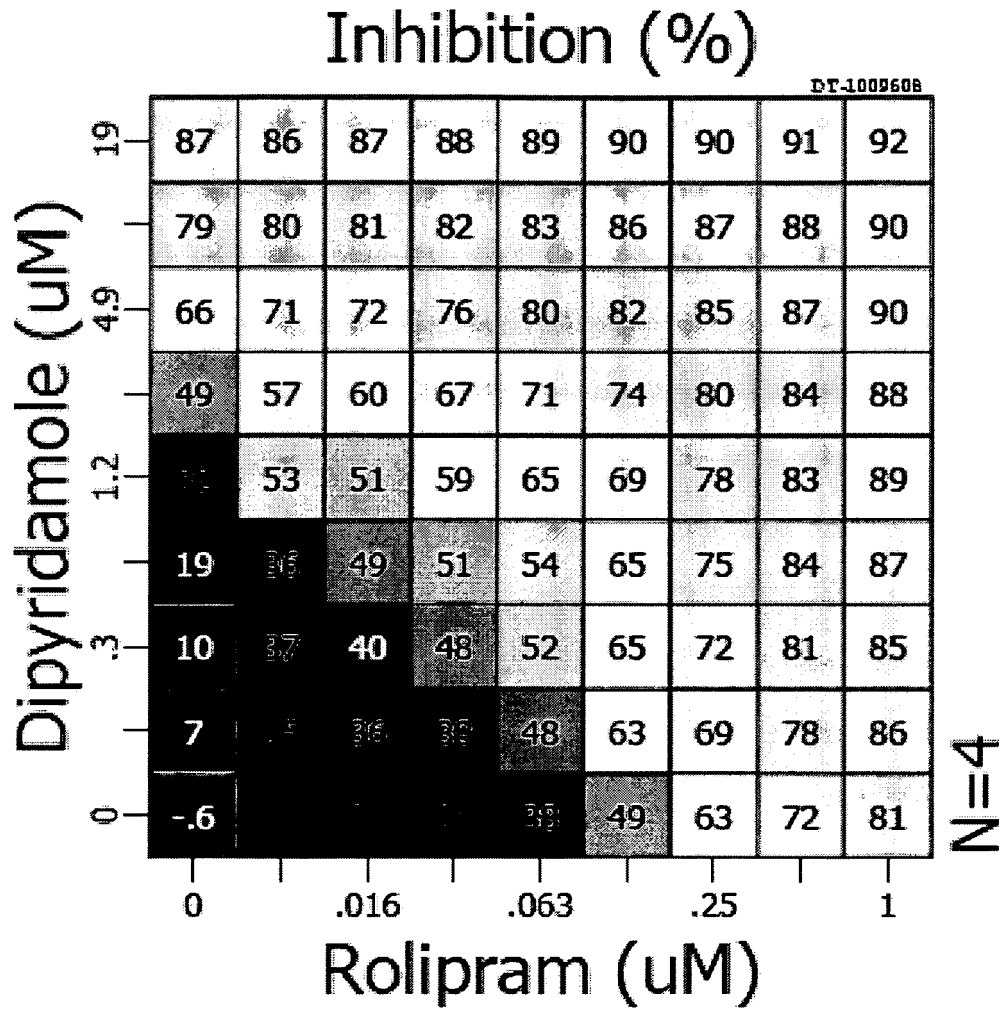 Inhibition (%)
DT-1009608
19 87 86 87 88 89 90 90 91 92
79 80 81 82 83 86 87 88 90
4.9 66 71 72 76 80 82 85 87 90
49 57 60 67 71 74 80 84 88
1.2 53 51 59 65 69 78 83 89
19 36 49 51 54 65 75 84 87
.3 10 37 40 48 52 65 72 81 85
7 36 48 63 69 78 86
0 -.6 49 63 72 81
0 .016 .063 .25 1
Rolipram (uM)
Dipyridamole (uM)
N=4